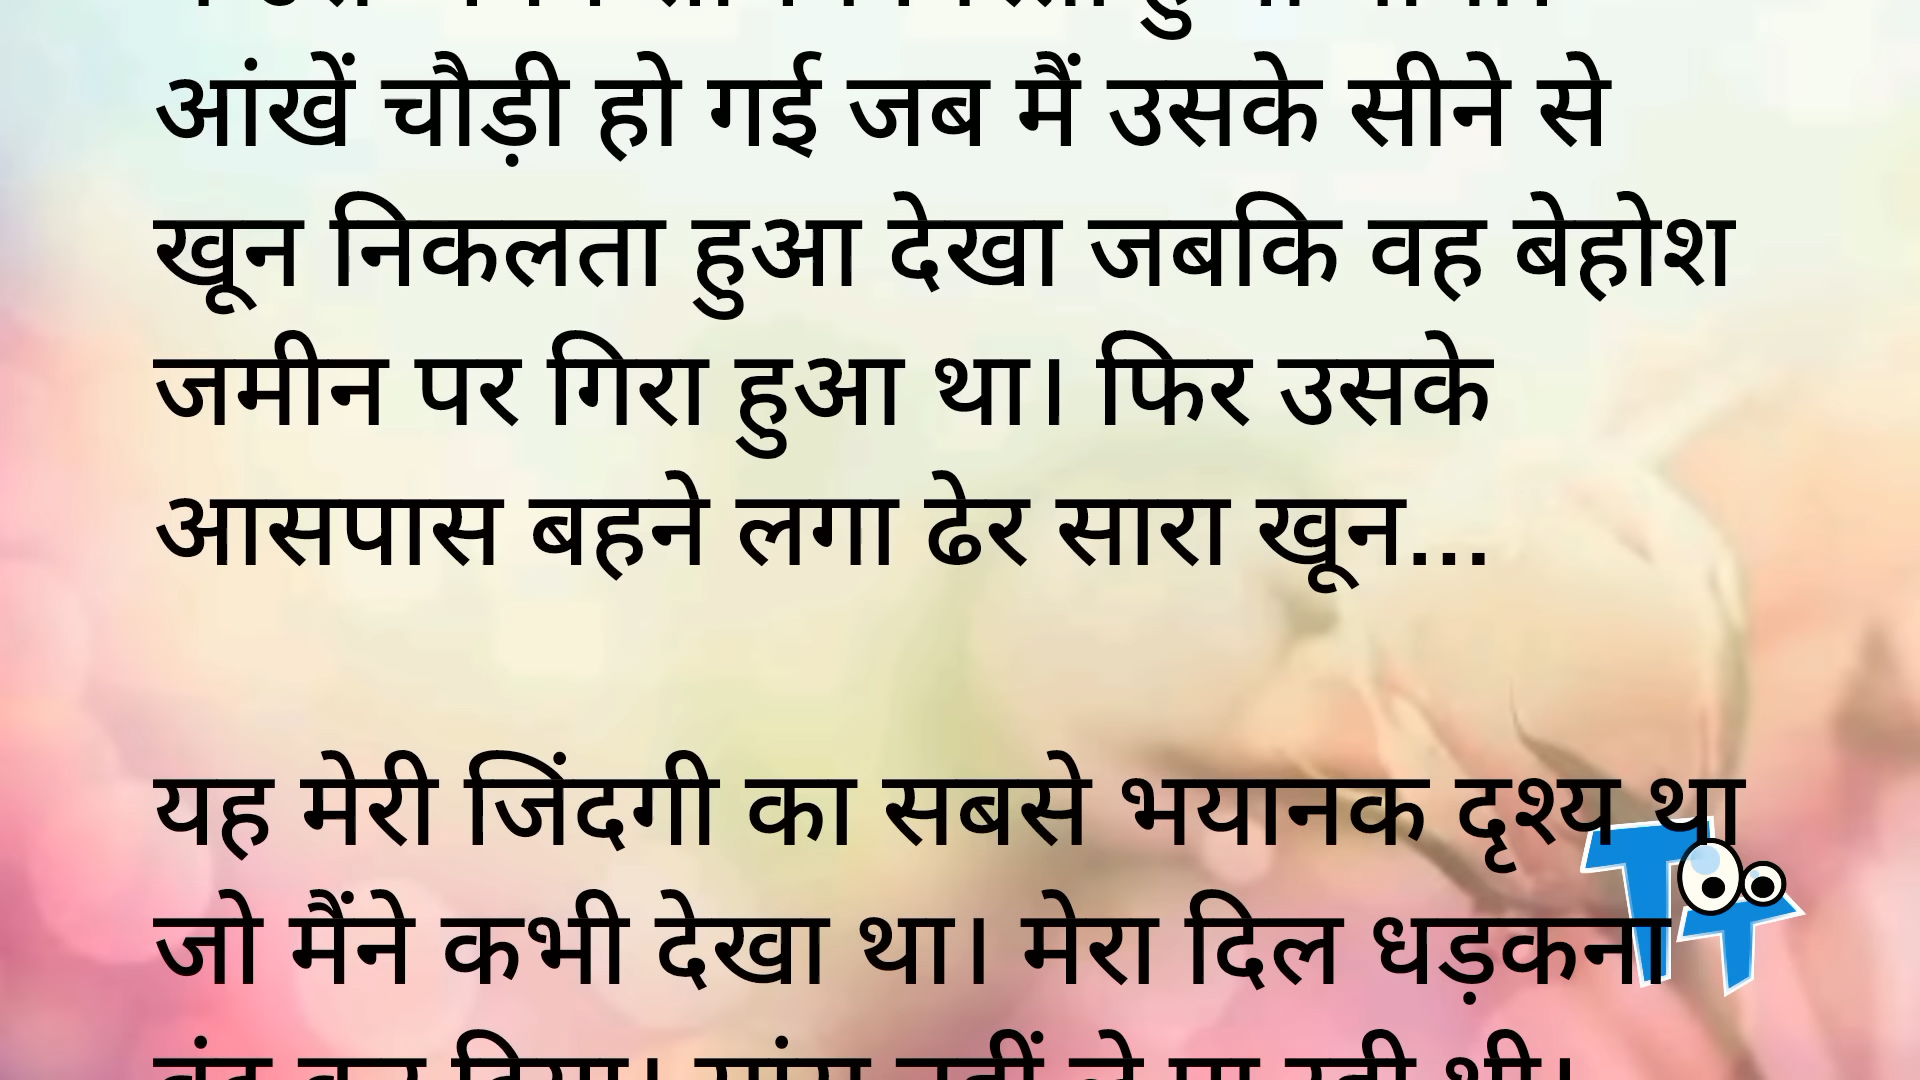 आंखें चौड़ी हो गई जब मैं उसके सीने से
खून निकलता हुआ देखा जबकि वह बेहोश
जमीन पर गिरा हुआ था। फिर उसके
आसपास बहने लगा ढेर सारा खून...
यह मेरी जिंदगी का सबसे भयानक दृश्य था
जो मैंने कभी देखा था। मेरा दिल धड़कना